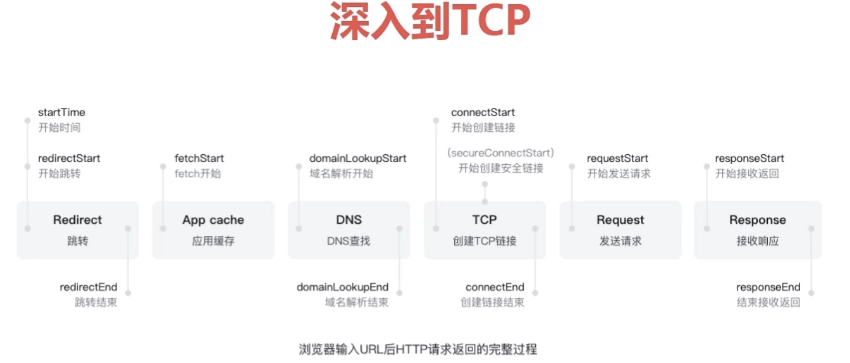 深入到TCP
startTime
开始时间
redirectStart
开始跳转
fetchStart
fetch开始
domainLookupStart
域名解析开始
connectStart
开始创建链接
(secureConnectStart)
开始创建安全链接
requestStart
开始发送请求
responseStart
开始接收返回
Redirect
跳转
App cache
应用缓存
DNS
DNS查找
TCP
创建TCP链接
Request
发送请求
Response
接收响应
redirectEnd
跳转结束
domainLookupEnd
域名解析结束
connectEnd
创建链接结束
responseEnd
结束接收返回
浏览器输入URL后HTTP请求返回的完整过程